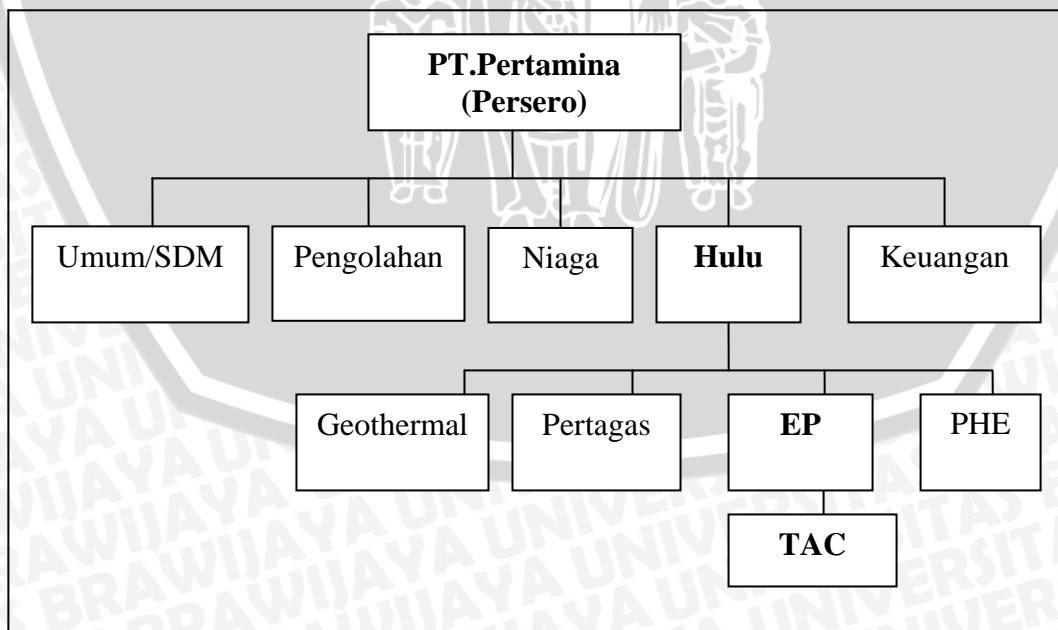 PT.Pertamina
(Persero)
Umum/SDM
Pengolahan
Niaga
Hulu
Keuangan
Geothermal
Pertagas
EP
PHE
TAC